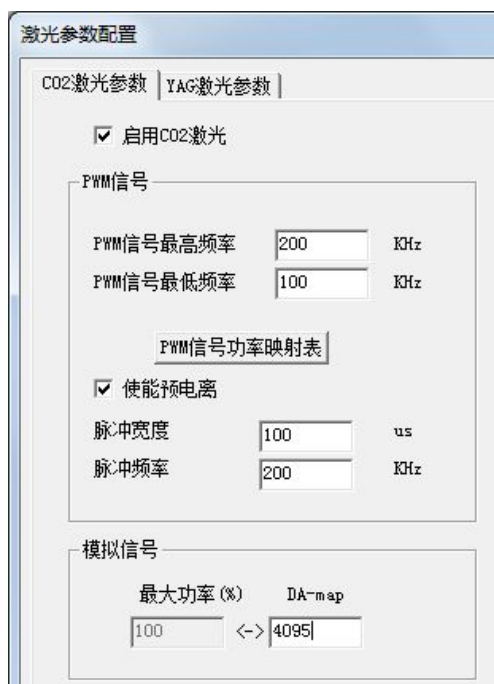 激光参数配置
CO2激光参数 YAG激光参数
启用CO2激光
PWM信号
PWM信号最高频率 200 KHz
PWM信号最低频率 100 KHz
PWM信号功率映射表
使能预电离
脉冲宽度 100 us
脉冲频率 200 KHz
模拟信号
最大功率(%) DA-map
100 <-> 4095